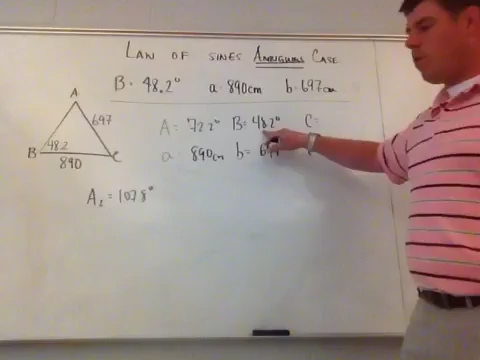 LAW OF SINES AMBIGUOUS CASE
B = 48.2° a = 890cm b = 697cm
A
697
B 48.2 C
890
A = 72.2° B = 48.2° C =
a = 890cm b =
A₂ = 107.8°